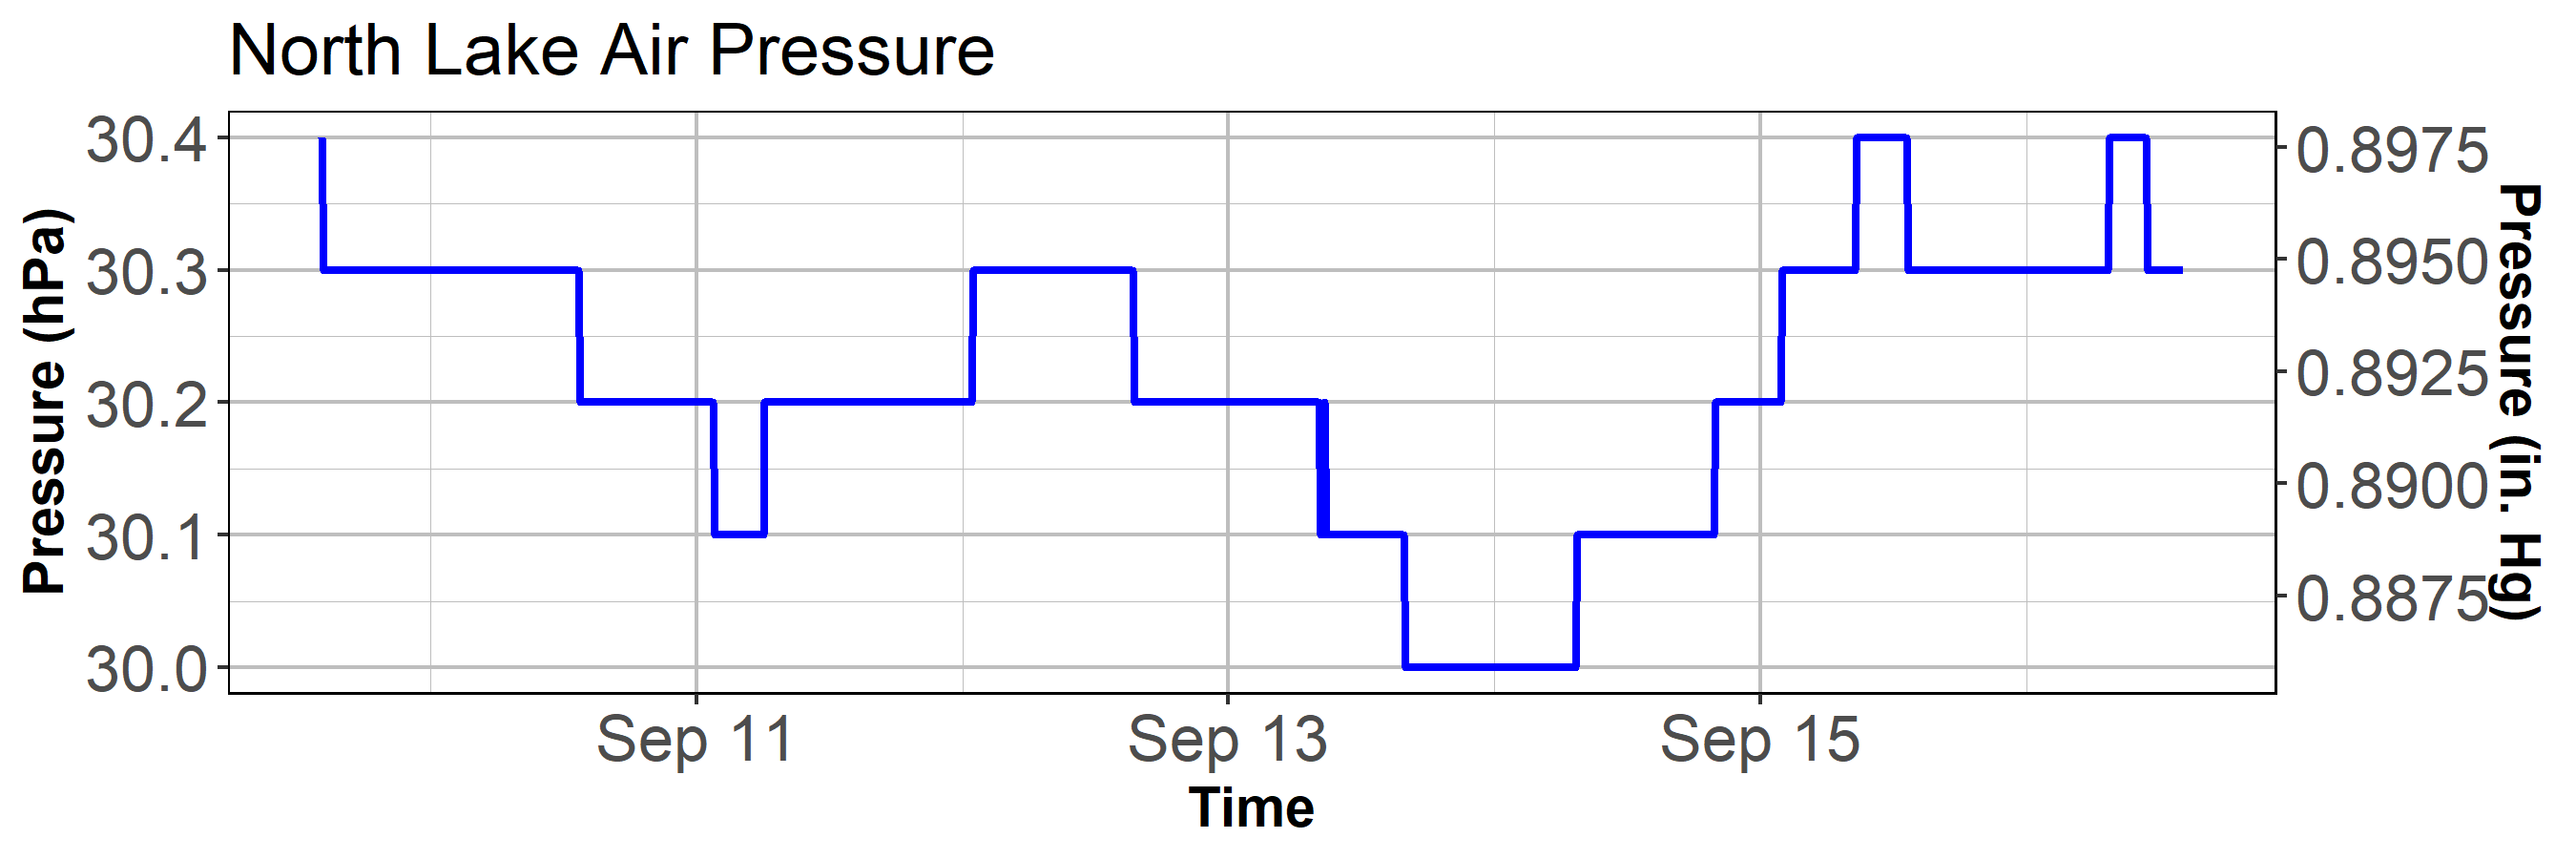 North Lake Air Pressure
30.4
30.3
30.2
30.1
30.0
Pressure (hPa)
0.8975
0.8950
0.8925
0.8900
0.8875
Pressure (in. Hg)
Sep 11
Sep 13
Sep 15
Time